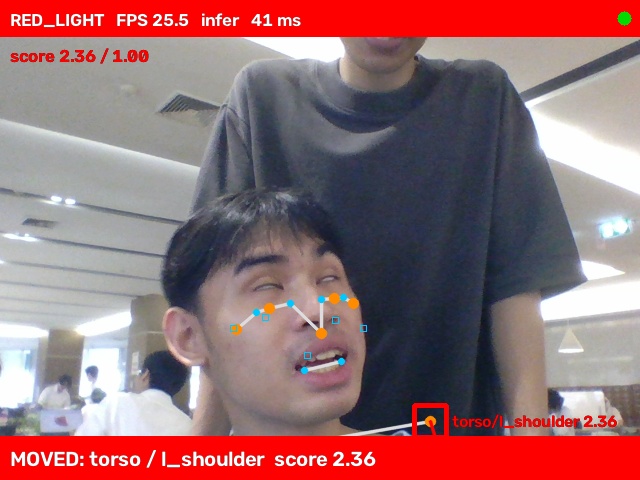 RED_LIGHT FPS 25.5 infer 41 ms
score 2.36 / 1.00
torso/l_shoulder 2.36
MOVED: torso / l_shoulder score 2.36